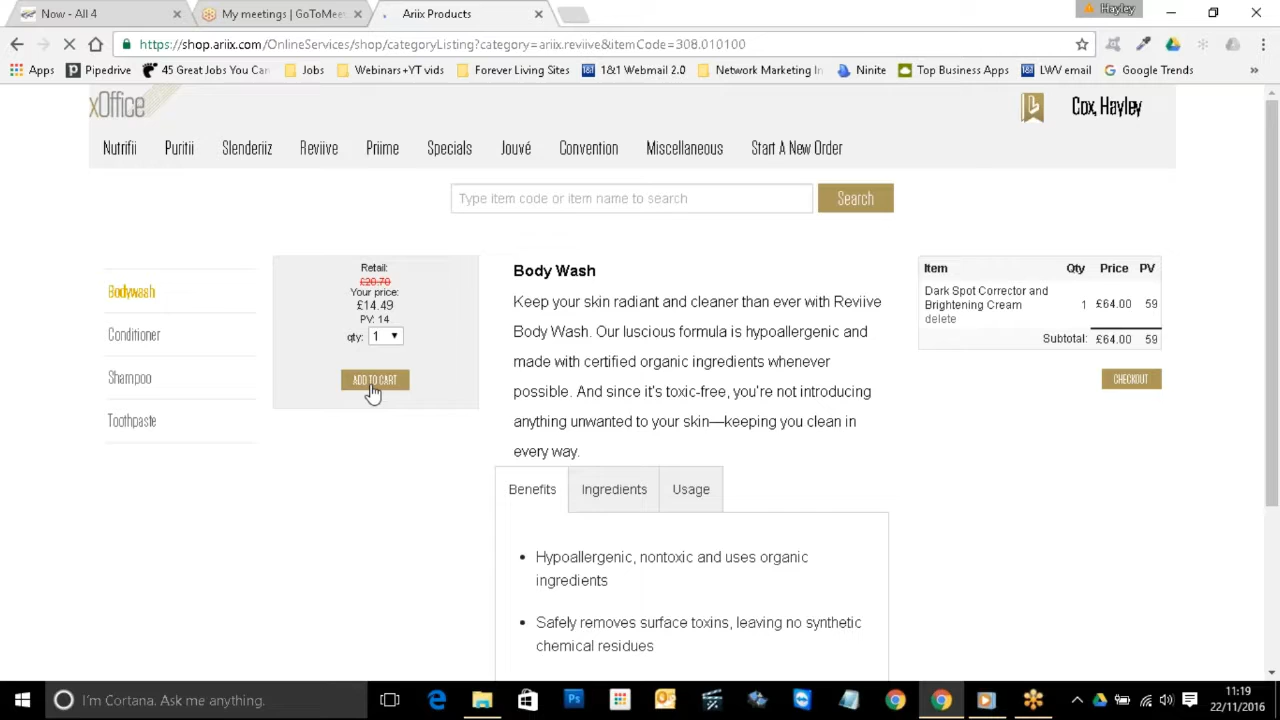 Now - All 4
My meetings | GoToMee
Ariix Products
Hayley
https://shop.ariix.com/OnlineServices/shop/categoryListing?category=ariix.reviive&itemCode=308.010100
Apps
Pipedrive
45 Great Jobs You Can
Jobs
Webinars+YT vids
Forever Living Sites
1&1 Webmail 2.0
Network Marketing In
Ninite
Top Business Apps
LWV email
Google Trends
xOffice
Cox, Hayley
Nutrifii
Puritii
Slenderiiz
Reviive
Priime
Specials
Jouvé
Convention
Miscellaneous
Start A New Order
Type item code or item name to search
Search
Bodywash
Conditioner
Shampoo
Toothpaste
Retail:
£20.70
Your price:
£14.49
PV: 14
qty: 1
ADD TO CART
Body Wash
Keep your skin radiant and cleaner than ever with Reviive
Body Wash. Our luscious formula is hypoallergenic and
made with certified organic ingredients whenever
possible. And since it's toxic-free, you're not introducing
anything unwanted to your skin—keeping you clean in
every way.
Benefits
Ingredients
Usage
• Hypoallergenic, nontoxic and uses organic
ingredients
• Safely removes surface toxins, leaving no synthetic
chemical residues
Item Qty Price PV
Dark Spot Corrector and
Brightening Cream 1 £64.00 59
delete
Subtotal: £64.00 59
CHECKOUT
I'm Cortana. Ask me anything.
11:19
22/11/2016